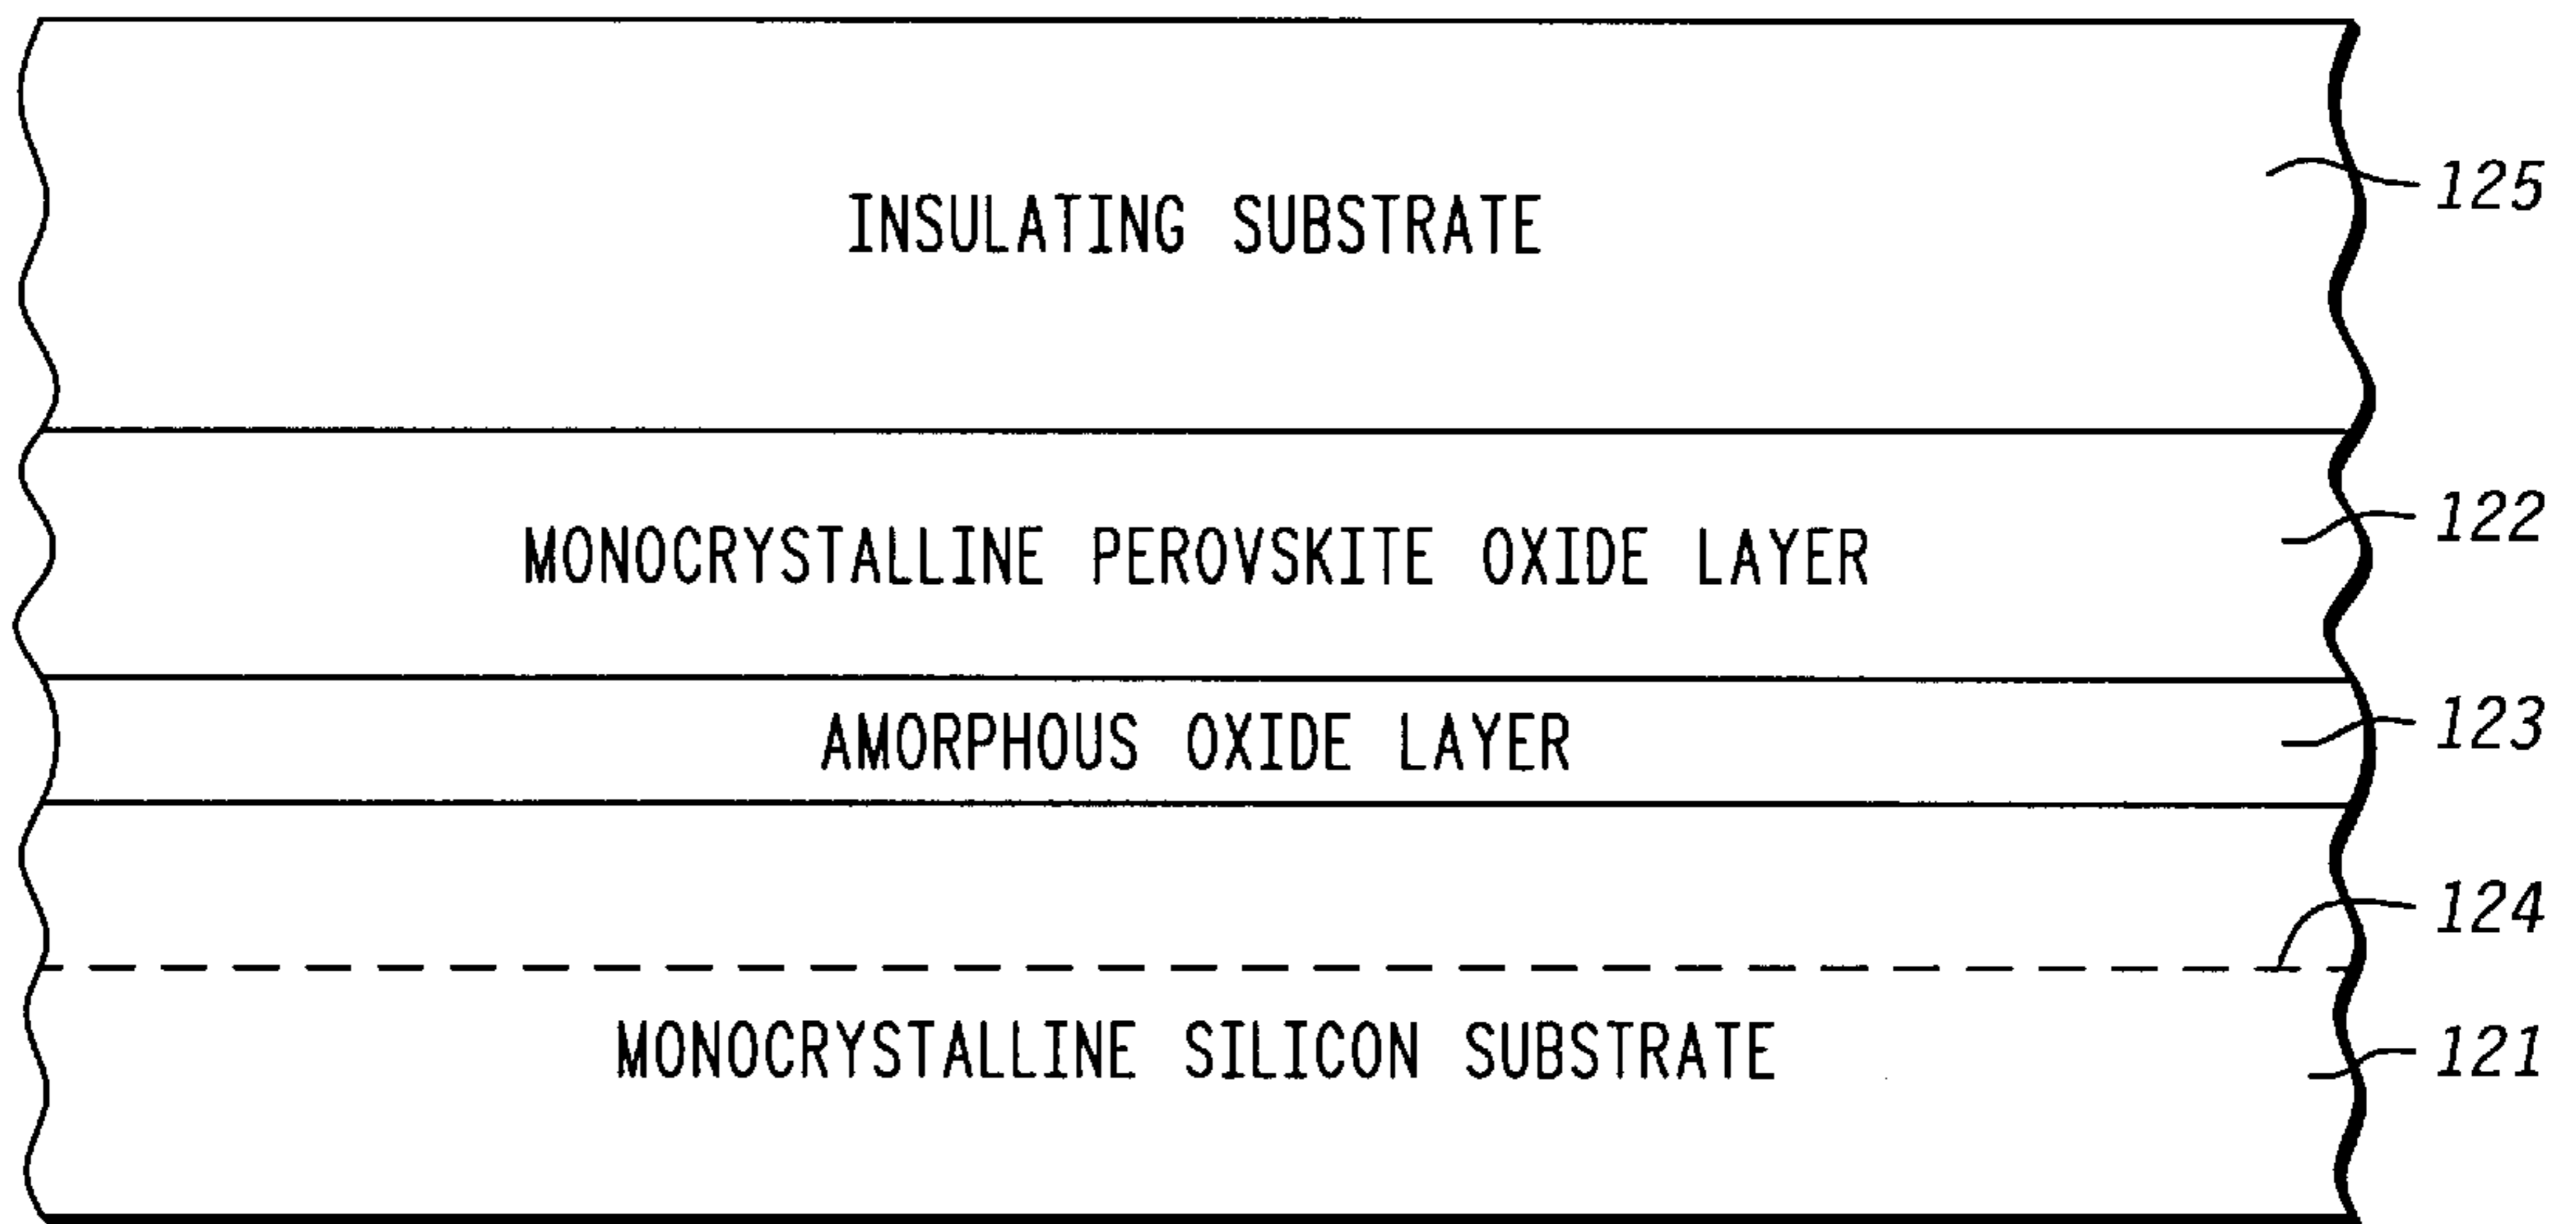 INSULATING SUBSTRATE
125
MONOCRYSTALLINE PEROVSKITE OXIDE LAYER
122
AMORPHOUS OXIDE LAYER
123
124
MONOCRYSTALLINE SILICON SUBSTRATE
121